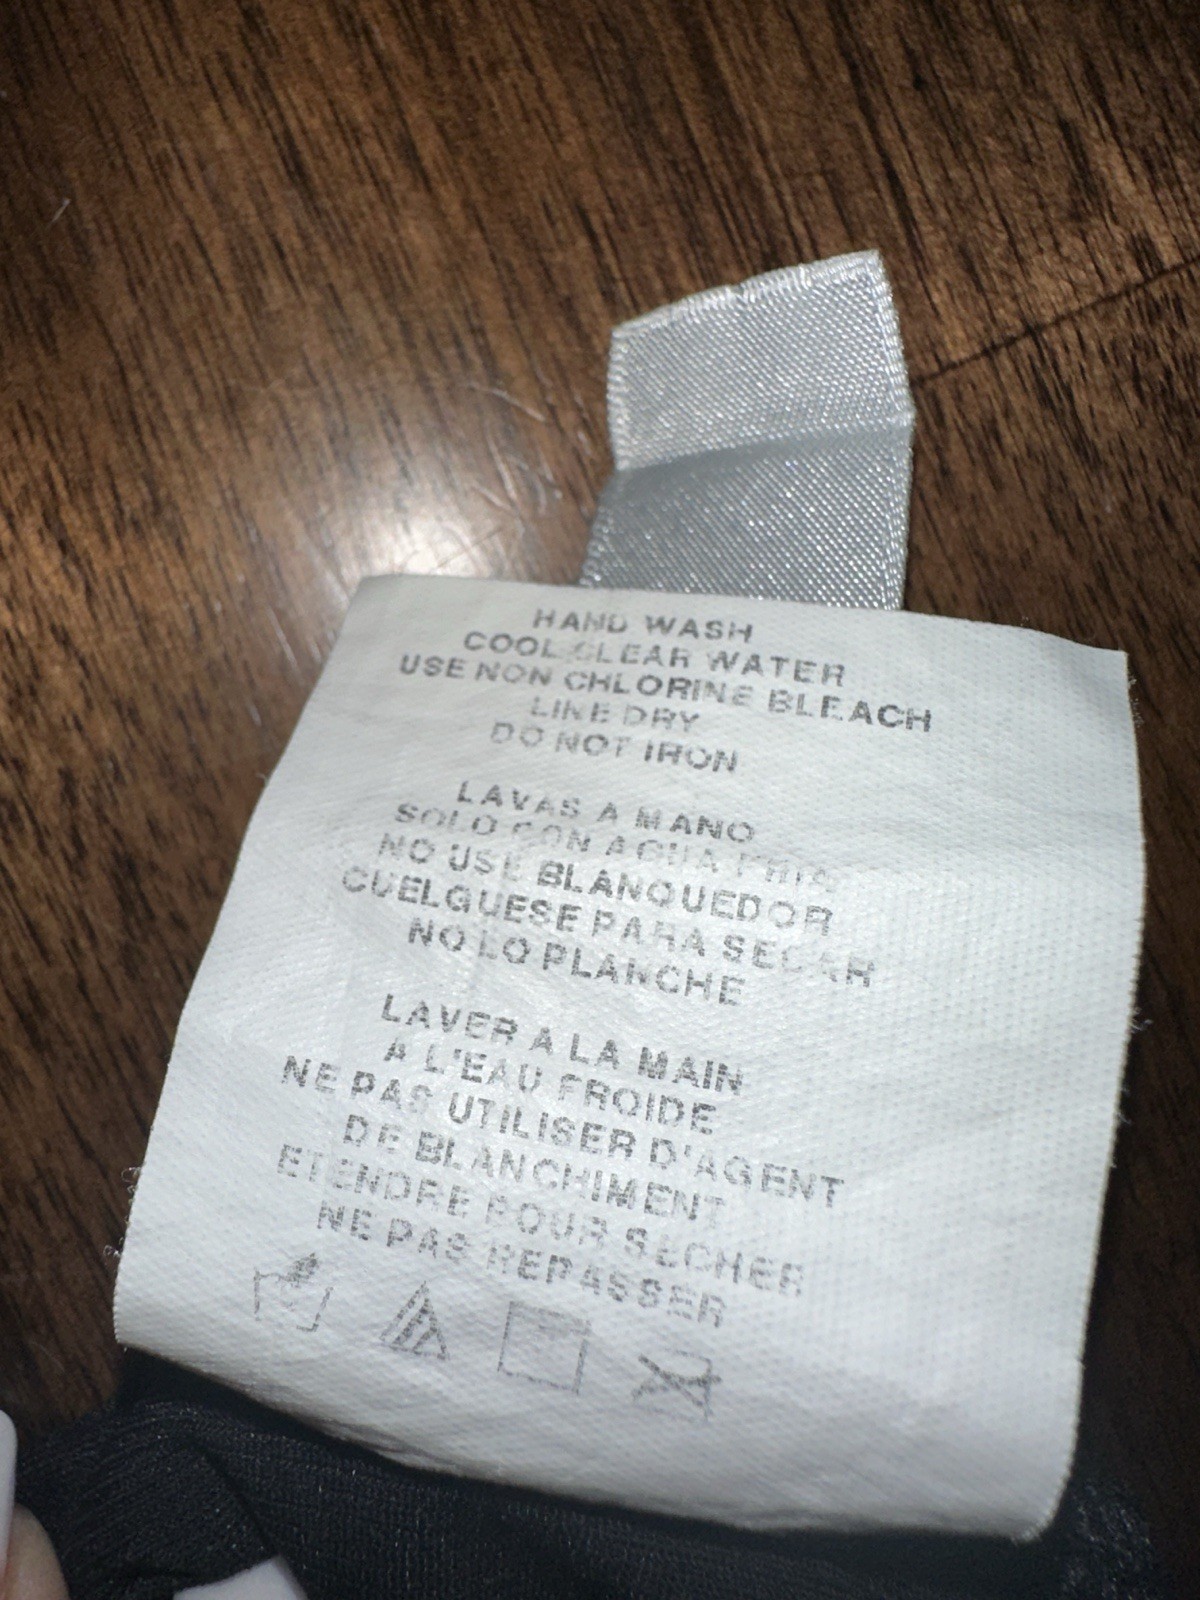 HAND WASH
COOL CLEAR WATER
USE NON CHLORINE BLEACH
LINE DRY
DO NOT IRON
LAVAS A MANO
SOLO CON AGUA FRIA
NO USE BLANQUEDOR
CUELGUESE PARA SECAR
NO LO PLANCHE
LAVER A LA MAIN
A L'EAU FROIDE
NE PAS UTILISER D'AGENT
DE BLANCHIMENT
ETENDRE POUR SECHER
NE PAS REPASSER